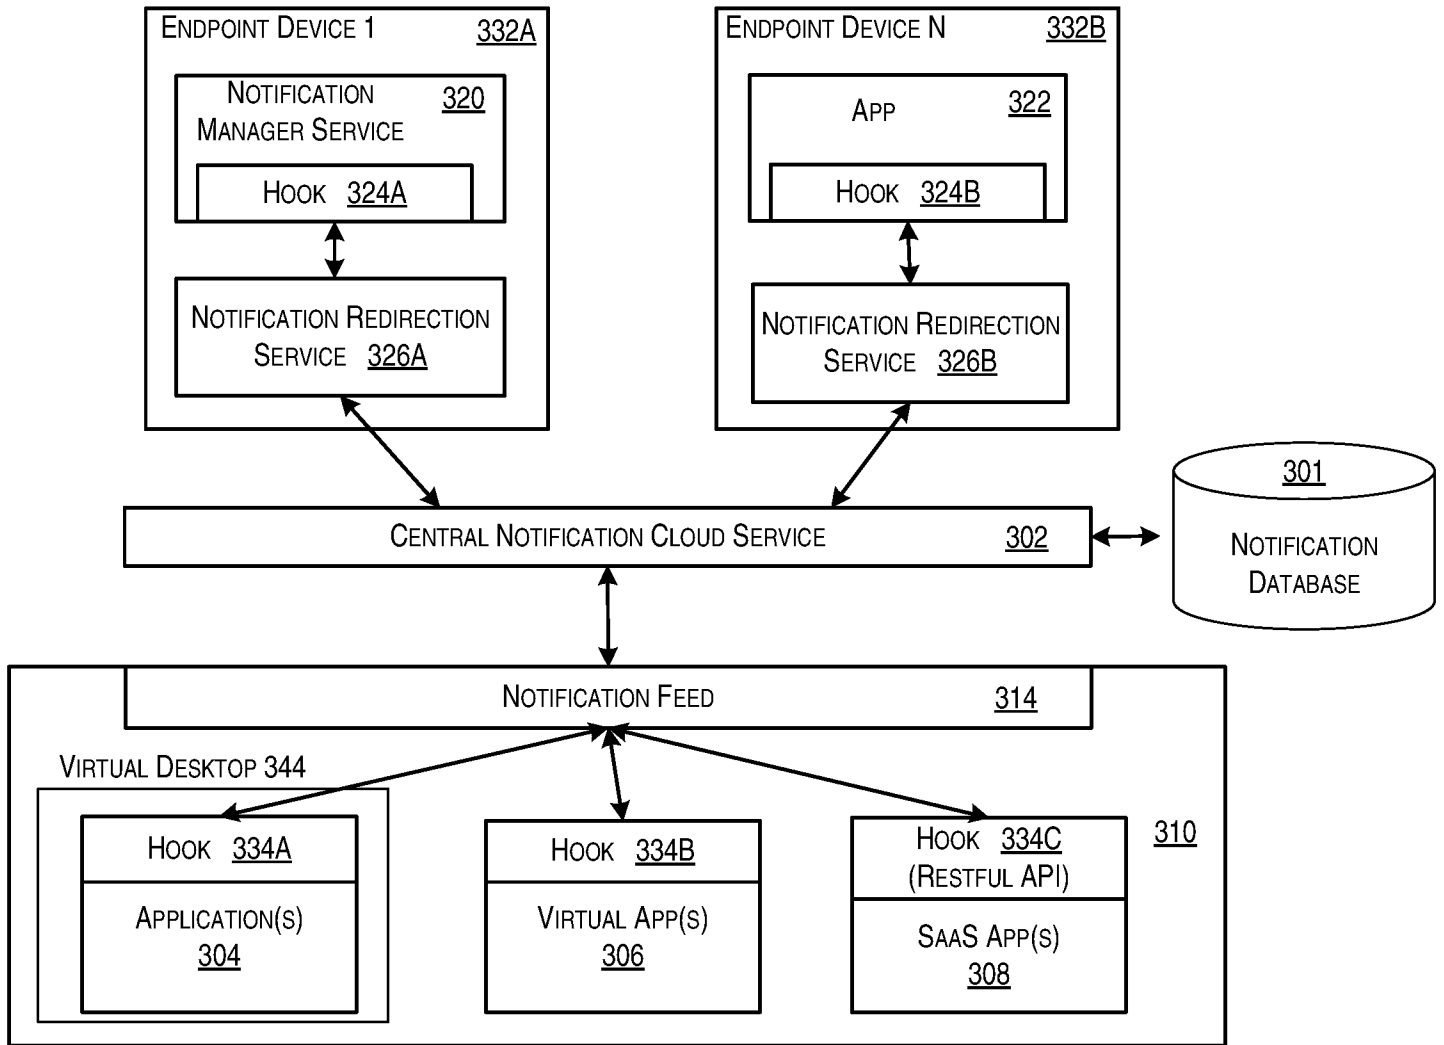 Endpoint Device 1 332A
Notification 320
Manager Service
Hook 324A
Notification Redirection
Service 326A
Endpoint Device N 332B
App 322
Hook 324B
Notification Redirection
Service 326B
Central Notification Cloud Service 302
301
Notification
Database
Notification Feed 314
Virtual Desktop 344
Hook 334A
Application(s)
304
Hook 334B
Virtual App(s)
306
Hook 334C
(Restful API)
SaaS App(s)
308
310